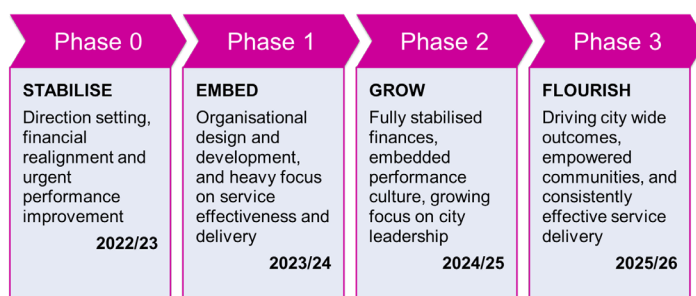 Phase 0
STABILISE
Direction setting,
financial
realignment and
urgent
performance
improvement
2022/23
Phase 1
EMBED
Organisational
design and
development,
and heavy focus
on service
effectiveness and
delivery
2023/24
Phase 2
GROW
Fully stabilised
finances,
embedded
performance
culture, growing
focus on city
leadership
2024/25
Phase 3
FLOURISH
Driving city wide
outcomes,
empowered
communities, and
consistently
effective service
delivery
2025/26